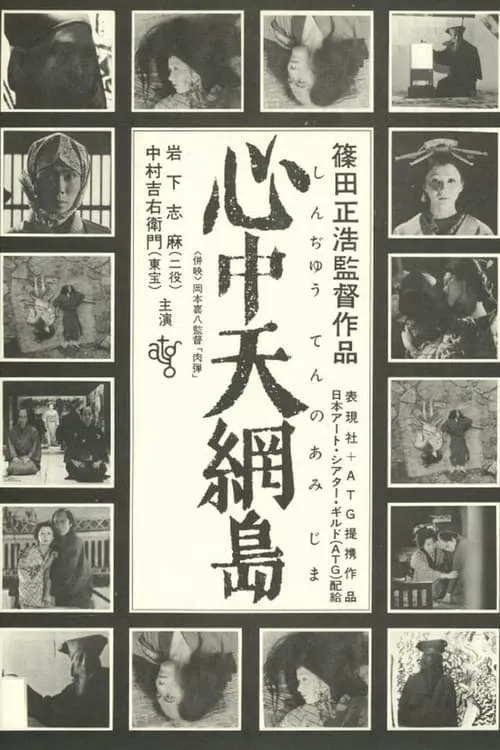 篠田正浩監督作品
しんぢゆう てんのあみじま
心中天網島
表現社+ATG提携作品
日本アート・シアター・ギルド(ATG)配給
岩下志麻(二役)
中村吉右衛門(東宝)
主演
〈併映〉岡本喜八監督「肉弾」
atg